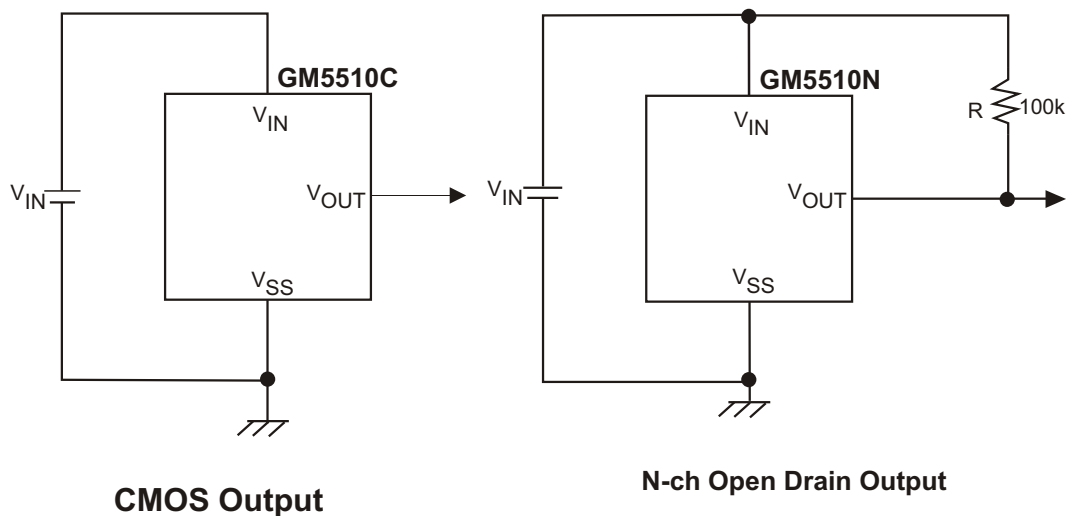 GM5510C
VIN
VIN
VOUT
VSS
CMOS Output
GM5510N
VIN
R 100k
VIN
VOUT
VSS
N-ch Open Drain Output